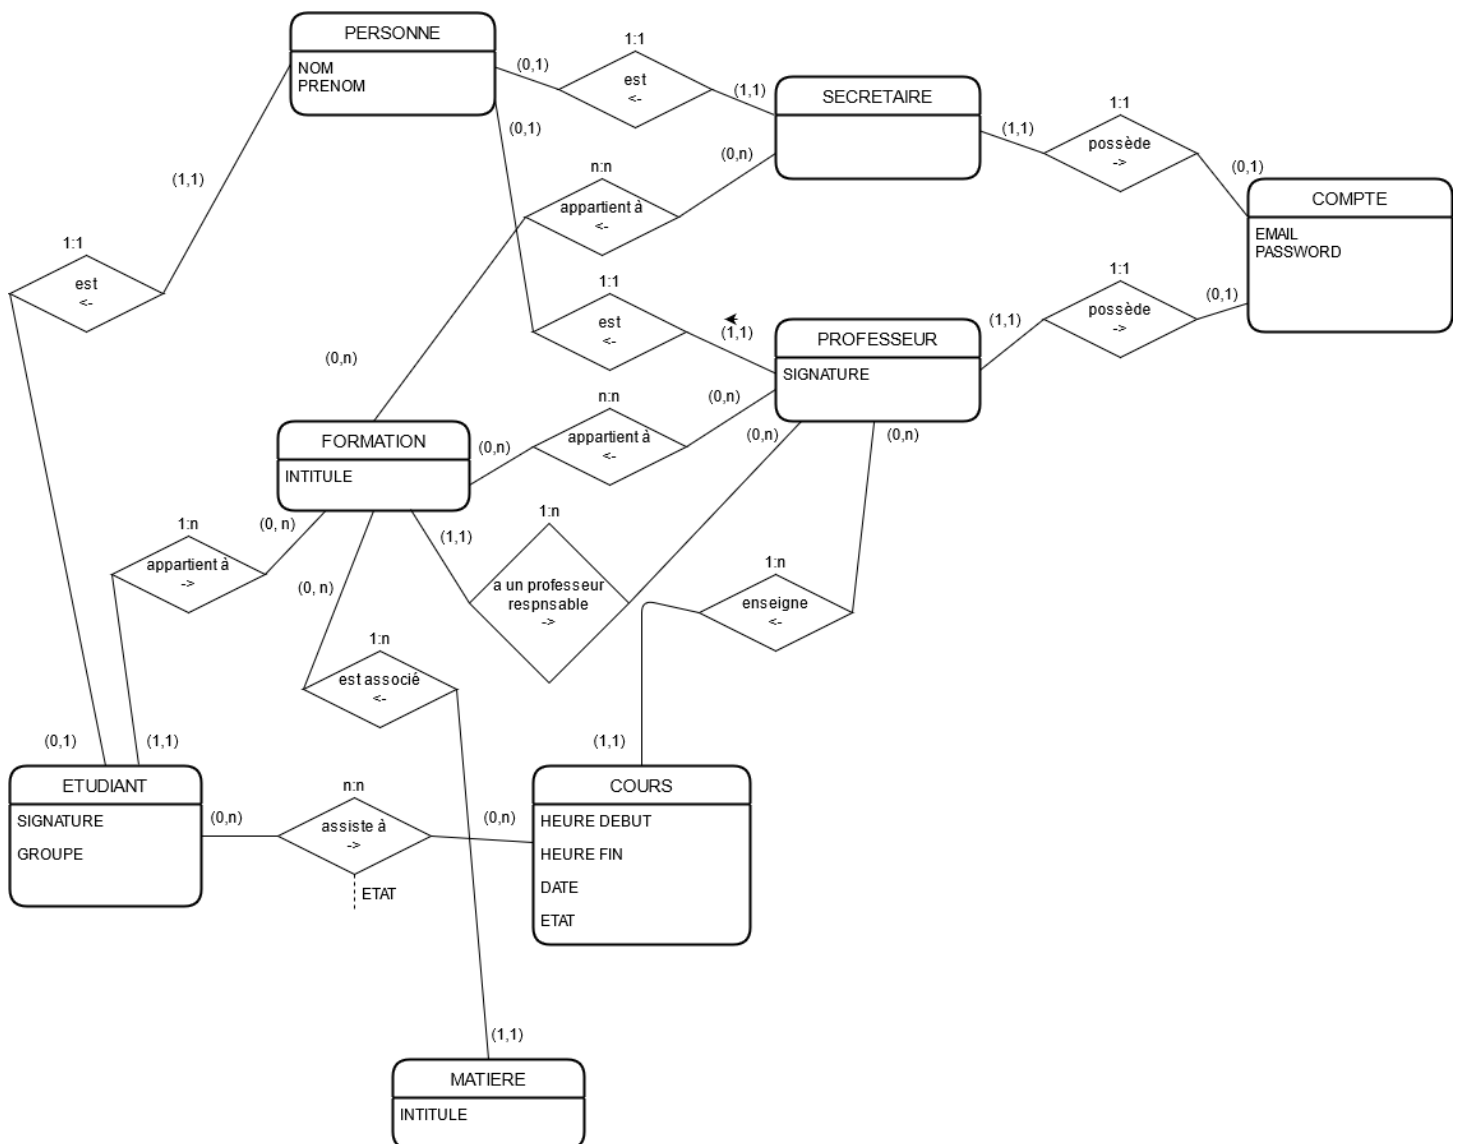 PERSONNE
NOM
PRENOM
1:1
(0,1)
est
<-
(1,1)
SECRETAIRE
1:1
(1,1)
possède
->
(0,1)
COMPTE
EMAIL
PASSWORD
(0,1)
n:n
(0,n)
appartient à
<-
(1,1)
1:1
est
<-
1:1
est
<-
(1,1)
PROFESSEUR
SIGNATURE
1:1
(1,1)
possède
->
(0,1)
(0,n)
n:n
(0,n)
appartient à
<-
(0,n)
(0,n)
(0,n)
FORMATION
INTITULE
1:n
(0, n)
appartient à
->
(0, n)
(1,1)
1:n
a un professeur
respnsable
->
1:n
enseigne
<-
1:n
est associé
<-
(0,1)
(1,1)
(1,1)
ETUDIANT
SIGNATURE
GROUPE
n:n
(0,n)
assiste à
->
(0,n)
ETAT
COURS
HEURE DEBUT
HEURE FIN
DATE
ETAT
(1,1)
MATIERE
INTITULE